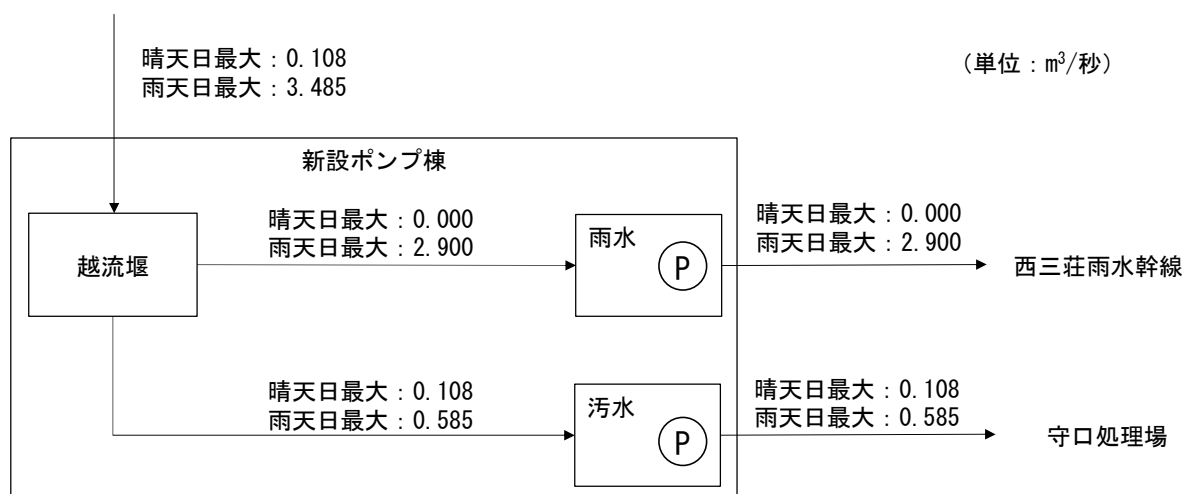 晴天日最大：0.108
雨天日最大：3.485
（単位：m³/秒）
新設ポンプ棟
越流堰
晴天日最大：0.000
雨天日最大：2.900
雨水
P
晴天日最大：0.000
雨天日最大：2.900
西三荘雨水幹線
晴天日最大：0.108
雨天日最大：0.585
汚水
P
晴天日最大：0.108
雨天日最大：0.585
守口処理場